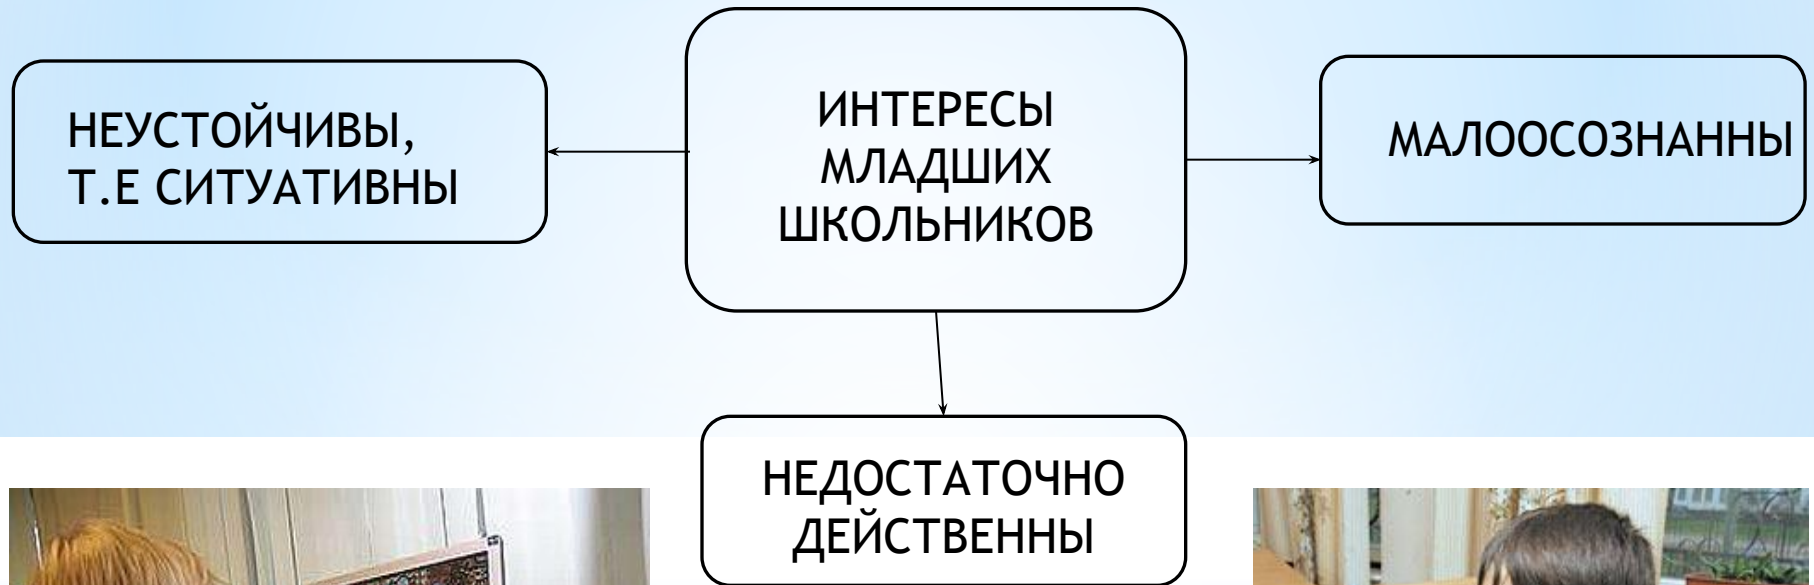 ИНТЕРЕСЫ
МЛАДШИХ
ШКОЛЬНИКОВ
НЕУСТОЙЧИВЫ,
Т.Е СИТУАТИВНЫ
МАЛООСОЗНАННЫ
НЕДОСТАТОЧНО
ДЕЙСТВЕННЫ